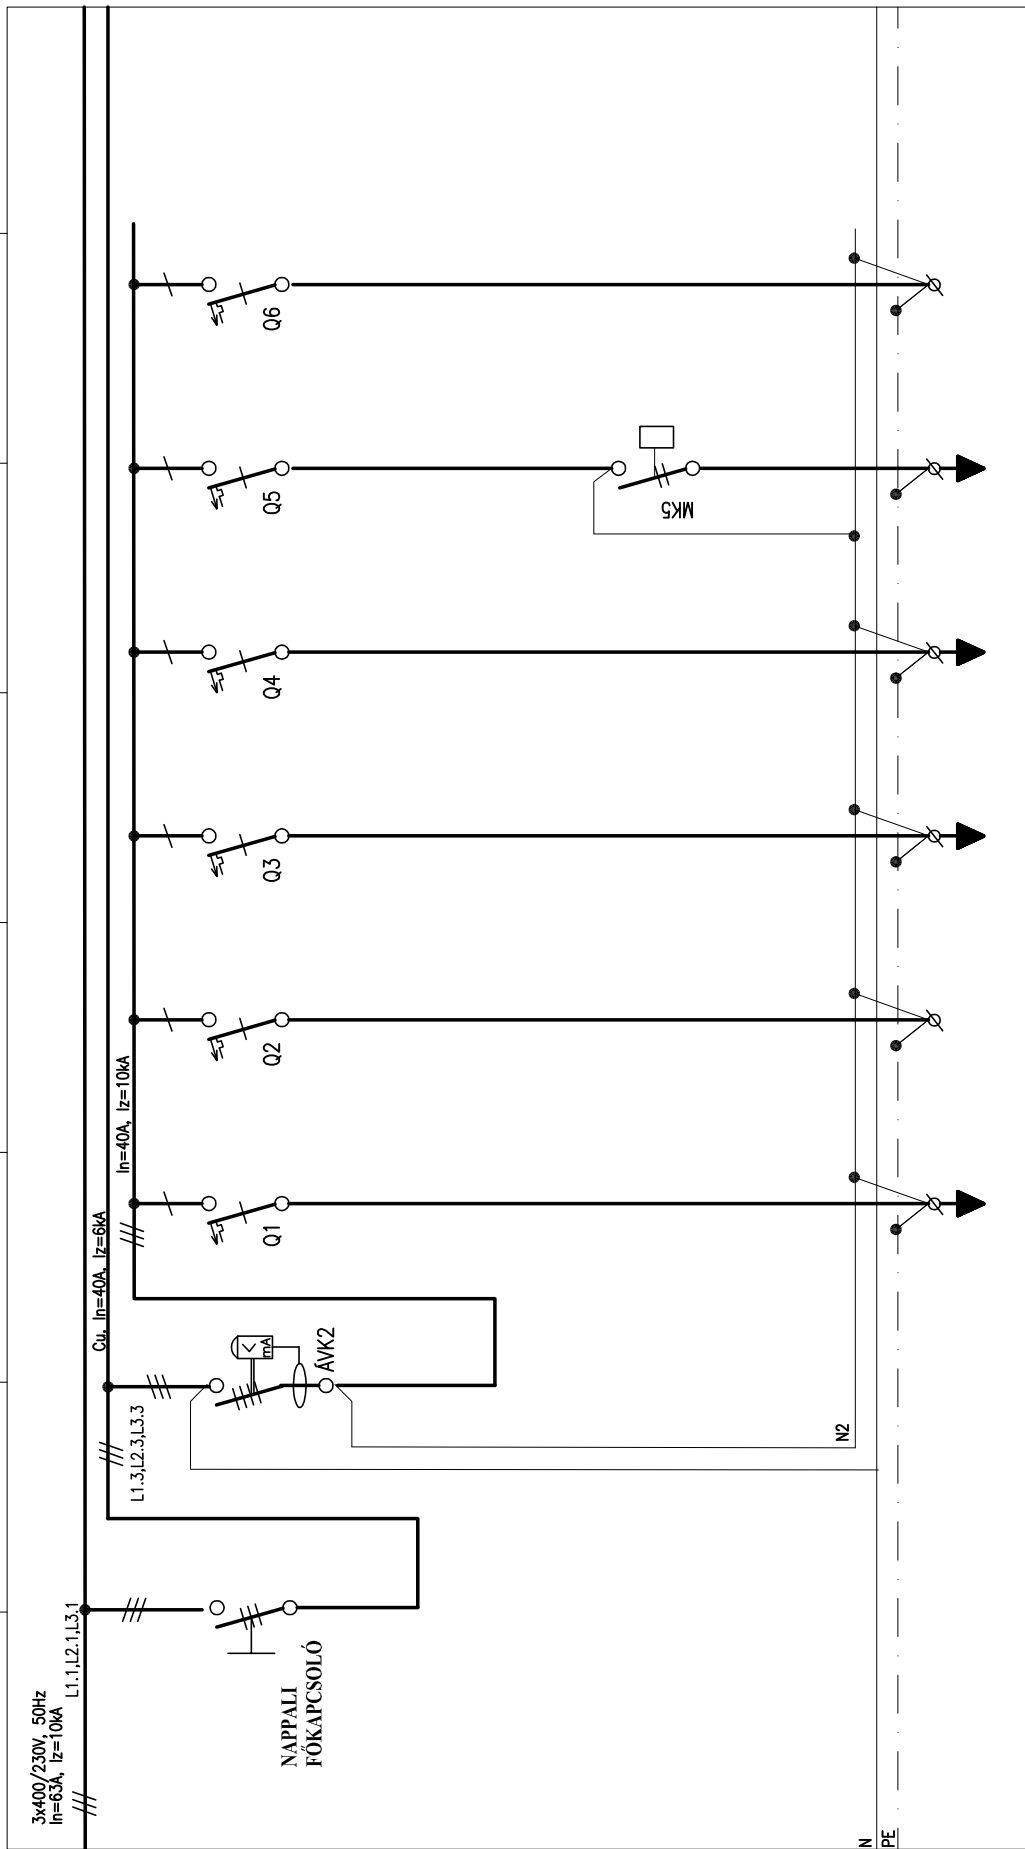 3x400/230V, 50Hz
In=63A, Iz=10kA
L1.1,L2.1,L3.1
NAPPALI
FŐKAPCSOLÓ
Cu, In=40A, Iz=6kA
L1.3,L2.3,L3.3
mA
ÁVK2
In=40A, Iz=10kA
Q1
Q2
Q3
Q4
Q5
Q6
MK5
N2
N
PE